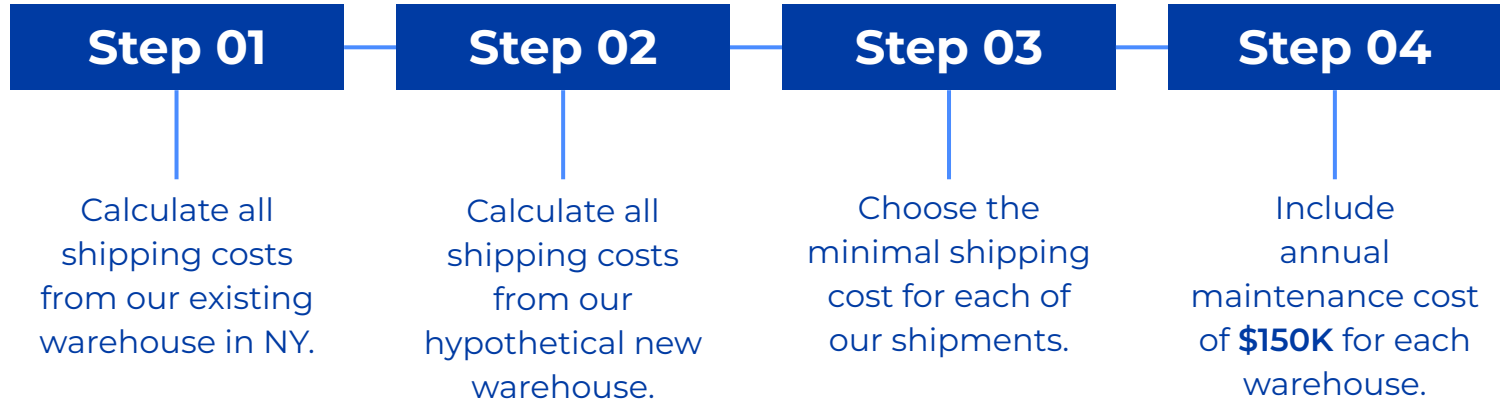 Step 01
Calculate all
shipping costs
from our existing
warehouse in NY.
Step 02
Calculate all
shipping costs
from our
hypothetical new
warehouse.
Step 03
Choose the
minimal shipping
cost for each of
our shipments.
Step 04
Include
annual
maintenance cost
of $150K for each
warehouse.